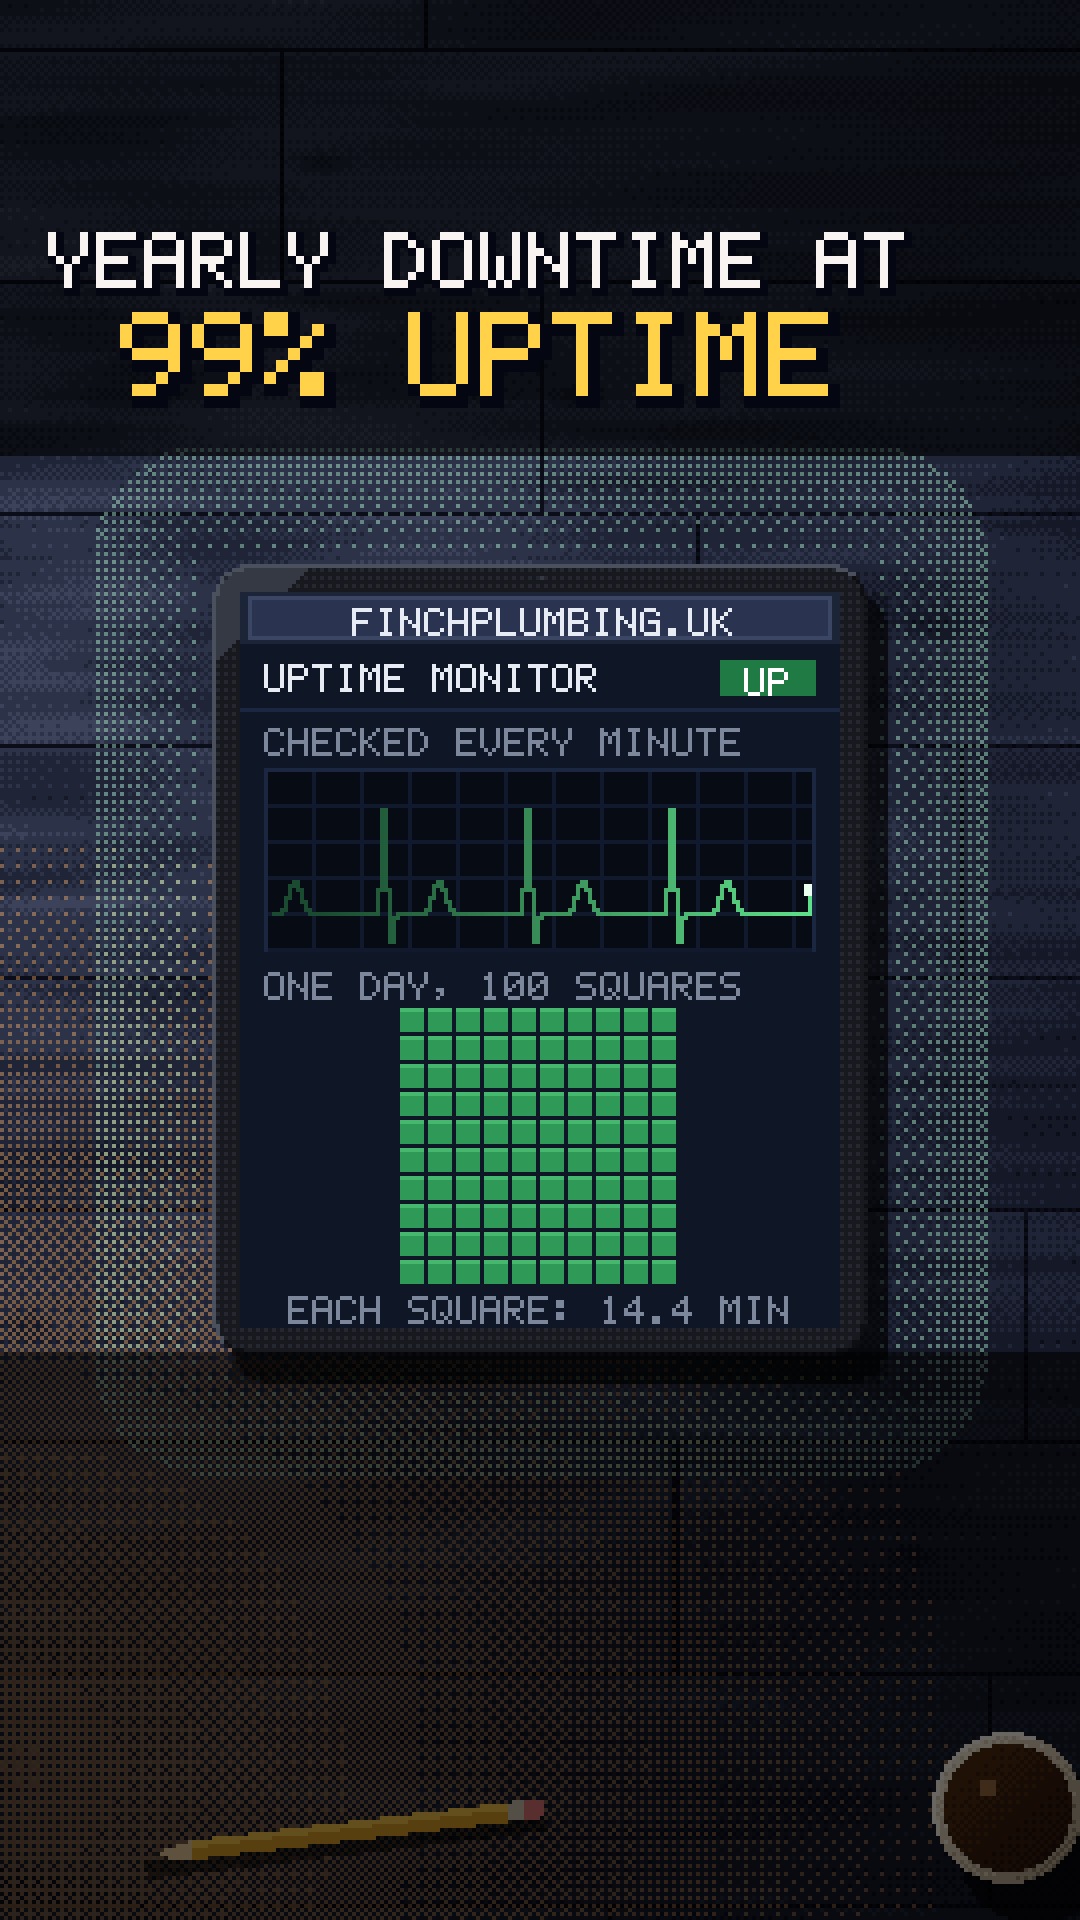 YEARLY DOWNTIME AT
99% UPTIME
FINCHPLUMBING.UK
UPTIME MONITOR UP
CHECKED EVERY MINUTE
ONE DAY, 100 SQUARES
EACH SQUARE: 14.4 MIN